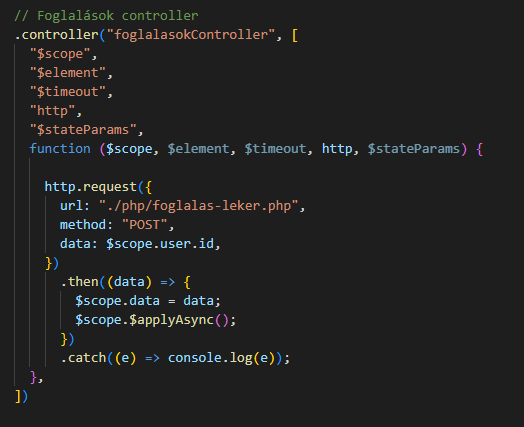 // Foglalások controller
.controller("foglalasokController", [
"$scope",
"$element",
"$timeout",
"http",
"$stateParams",
function ($scope, $element, $timeout, http, $stateParams) {
http.request({
url: "./php/foglalas-leker.php",
method: "POST",
data: $scope.user.id,
})
.then((data) => {
$scope.data = data;
$scope.$applyAsync();
})
.catch((e) => console.log(e));
},
])